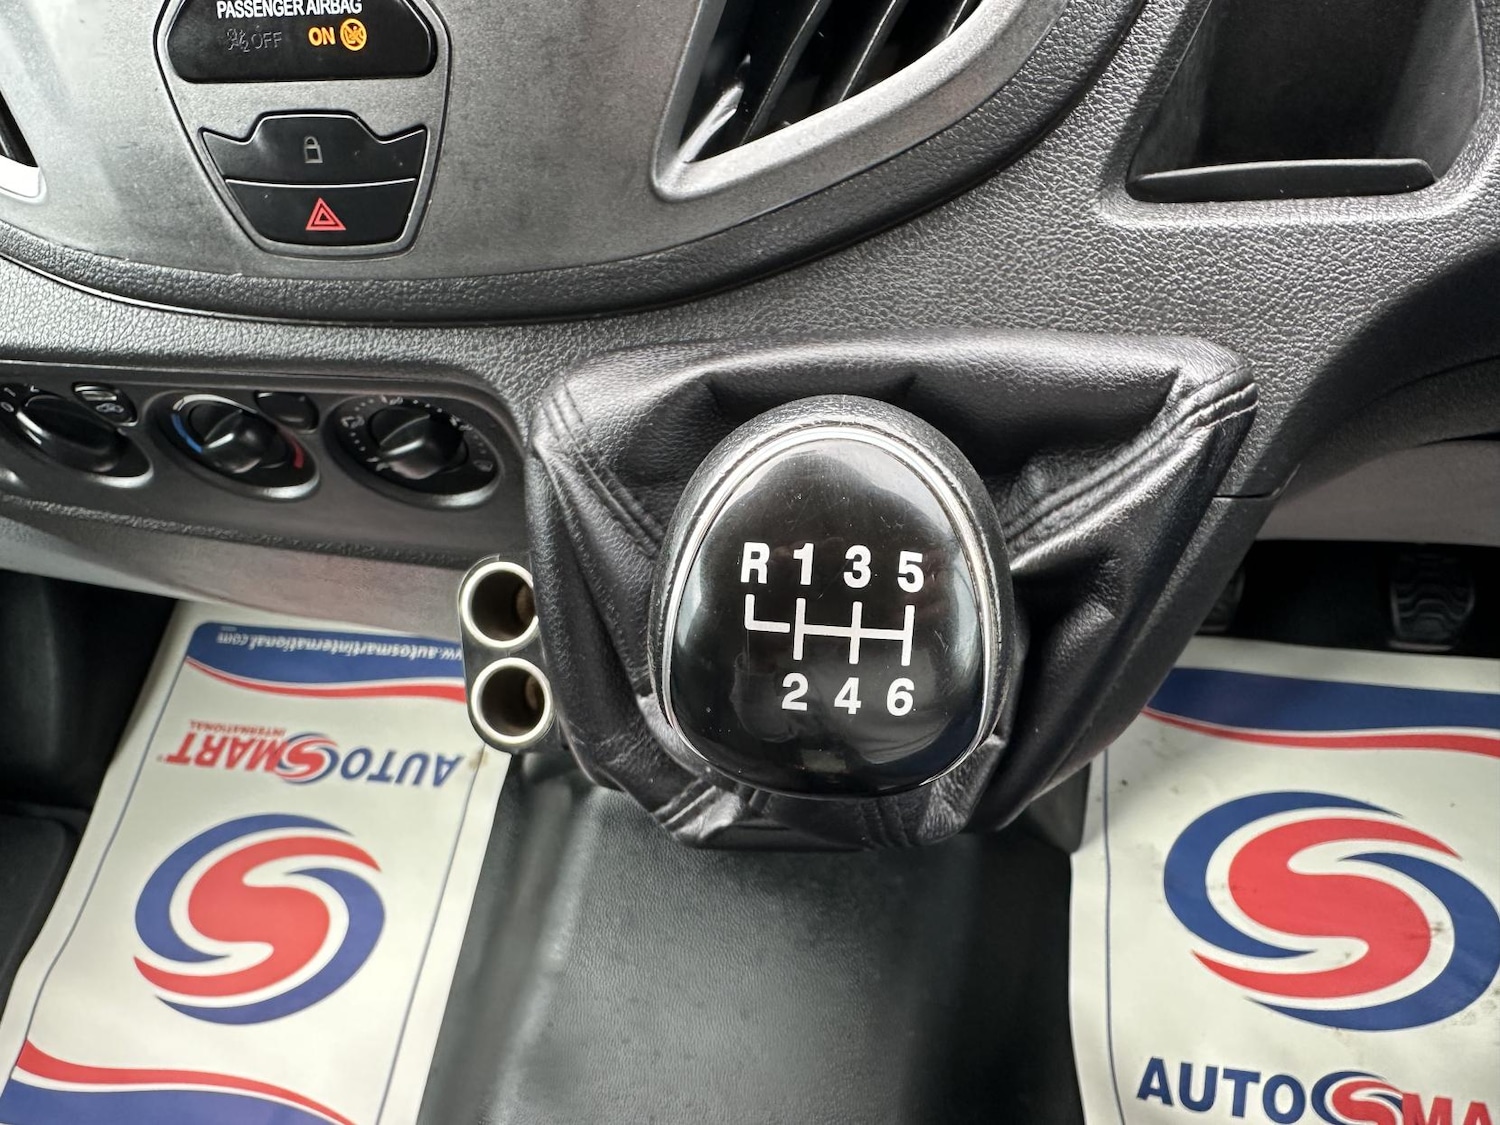 PASSENGER AIRBAG
OFF ON
R 1 3 5
2 4 6
www.autosmartinternational.com
AUTOSMART
INTERNATIONAL
AUTOSMA